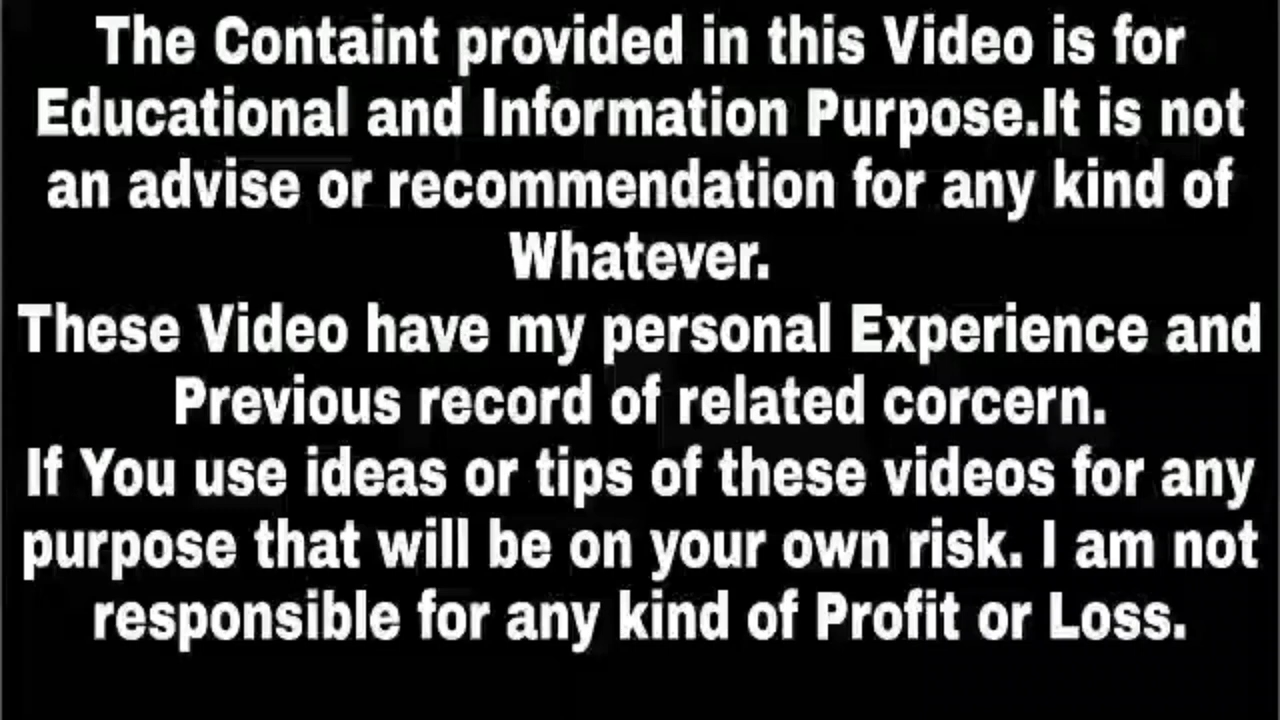 The Containt provided in this Video is for
Educational and Information Purpose.It is not
an advise or recommendation for any kind of
Whatever.
These Video have my personal Experience and
Previous record of related corcern.
If You use ideas or tips of these videos for any
purpose that will be on your own risk. I am not
responsible for any kind of Profit or Loss.